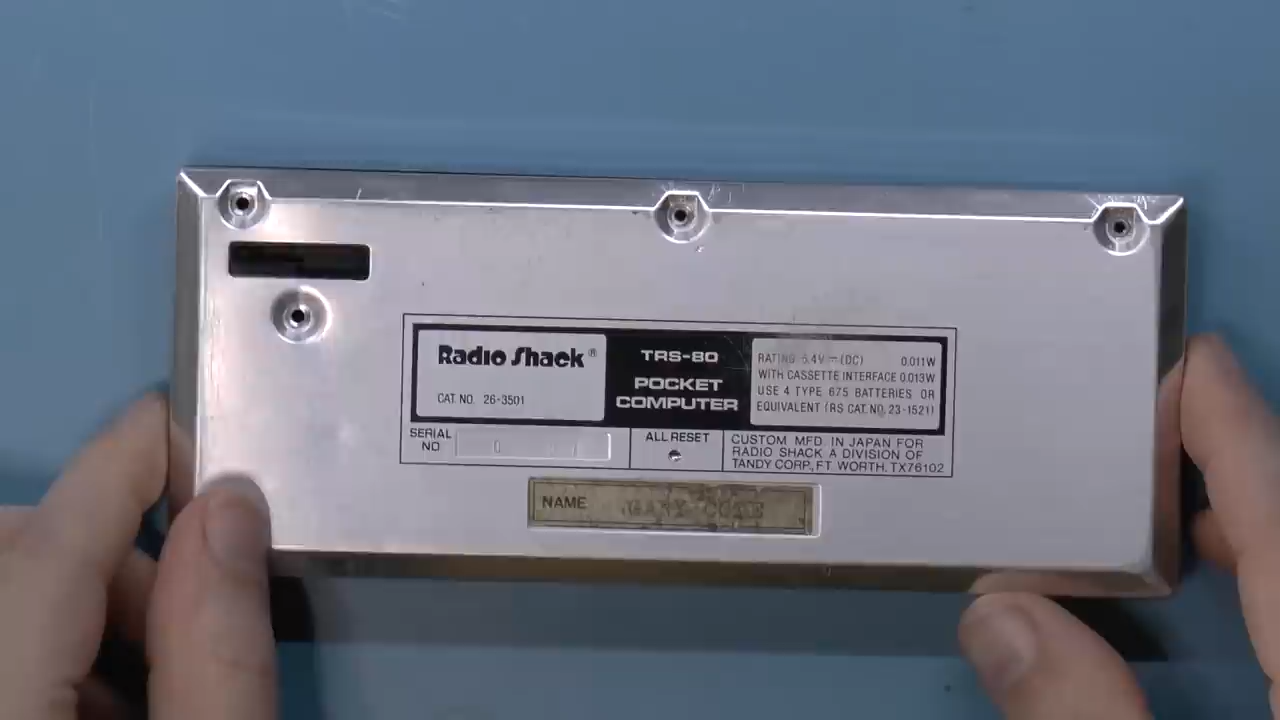 Radio Shack®
CAT NO. 26-3501
TRS-80
POCKET
COMPUTER
RATING 5.4V ⎓ (DC) 0.011W
WITH CASSETTE INTERFACE 0.013W
USE 4 TYPE 675 BATTERIES OR
EQUIVALENT (RS CAT. NO. 23-1521)
SERIAL
NO
ALL RESET
CUSTOM MFD. IN JAPAN FOR
RADIO SHACK A DIVISION OF
TANDY CORP., FT WORTH. TX76102
NAME